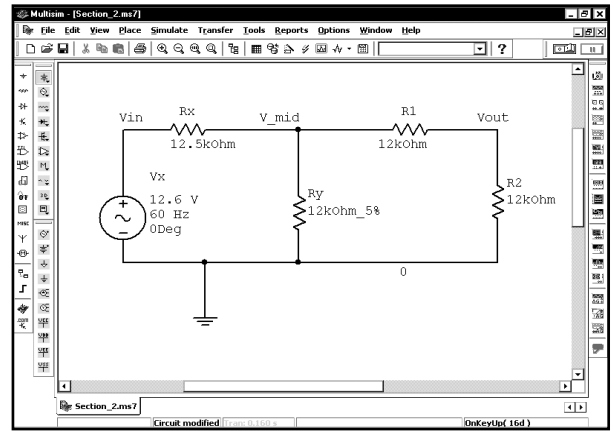 Multisim - [Section_2.ms7]
File Edit View Place Simulate Transfer Tools Reports Options Window Help
Vin Rx V_mid R1 Vout
12.5kOhm 12kOhm
Vx Ry R2
12.6 V 12kOhm_5% 12kOhm
60 Hz
0Deg
0
Section_2.ms7
Circuit modified Tran: 0.160 s OnKeyUp( 16d )